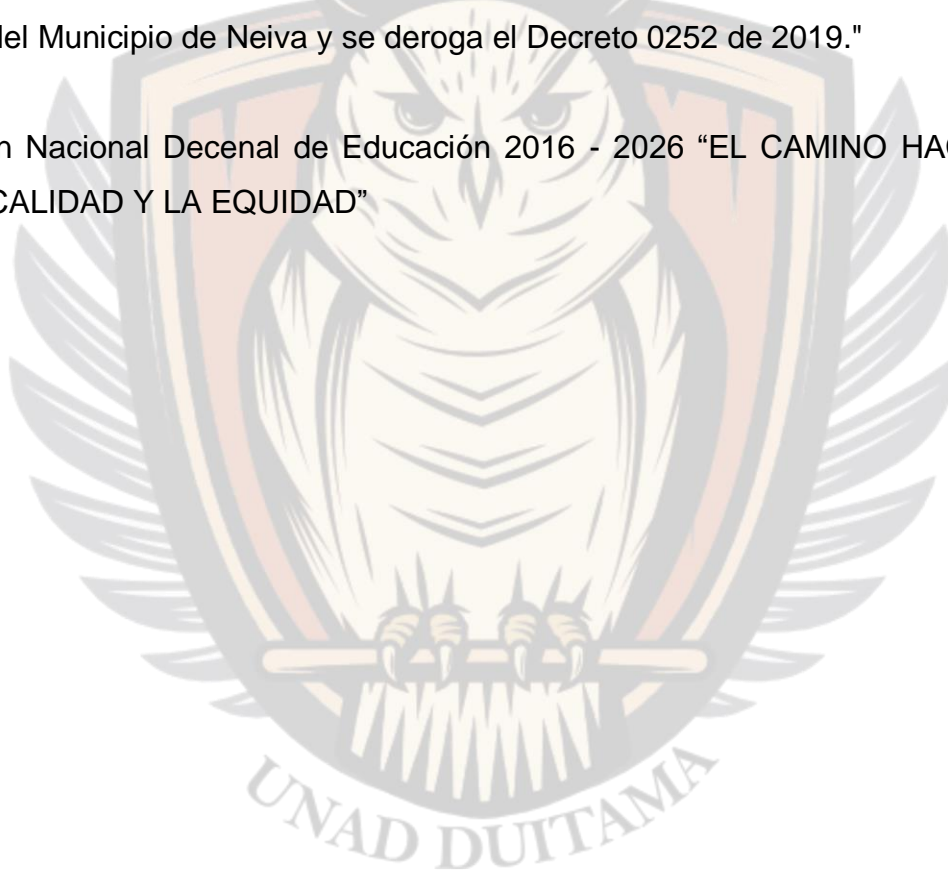 del Municipio de Neiva y se deroga el Decreto 0252 de 2019."
n Nacional Decenal de Educación 2016 - 2026 “EL CAMINO HA
CALIDAD Y LA EQUIDAD”
UNAD DUITAMA